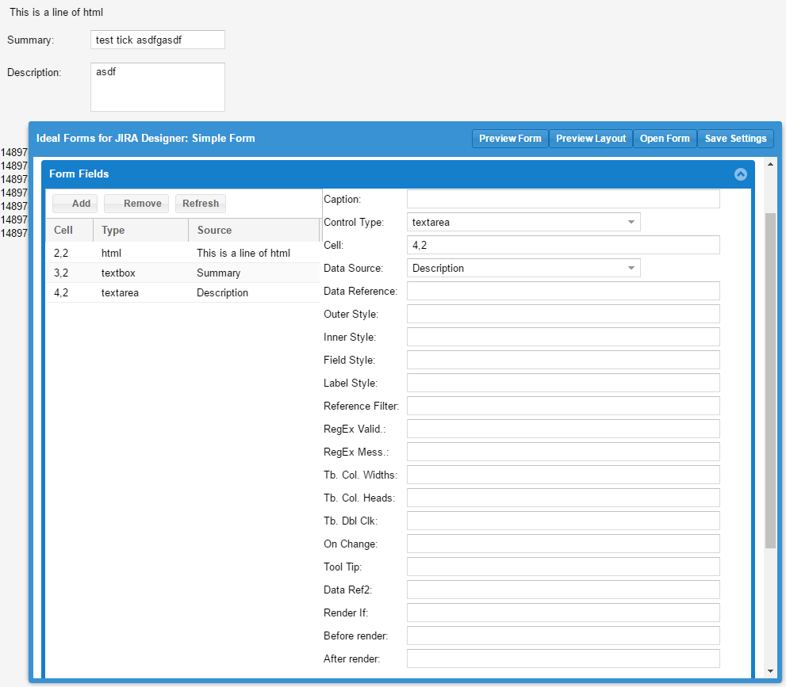 This is a line of html
Summary: test tick asdfgasdf
Description: asdf
Ideal Forms for JIRA Designer: Simple Form Preview Form Preview Layout Open Form Save Settings
14897
14897
14897
14897
14897
14897
14897
Form Fields
Add Remove Refresh
Cell Type Source
2,2 html This is a line of html
3,2 textbox Summary
4,2 textarea Description
Caption:
Control Type: textarea
Cell: 4,2
Data Source: Description
Data Reference:
Outer Style:
Inner Style:
Field Style:
Label Style:
Reference Filter:
RegEx Valid.:
RegEx Mess.:
Tb. Col. Widths:
Tb. Col. Heads:
Tb. Dbl Clk:
On Change:
Tool Tip:
Data Ref2:
Render If:
Before render:
After render: